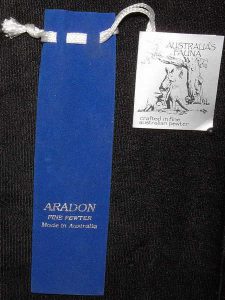 AUSTRALIA'S
FAUNA
crafted in fine
australian pewter
ARADON
FINE PEWTER
Made in Australia